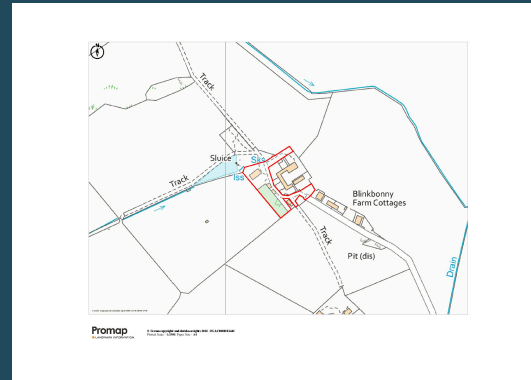 N
Track
Sluice
Sks
Iss
Track
Blinkbonny
Farm Cottages
Track
Pit (dis)
Drain
Promap
LANDMARK INFORMATION